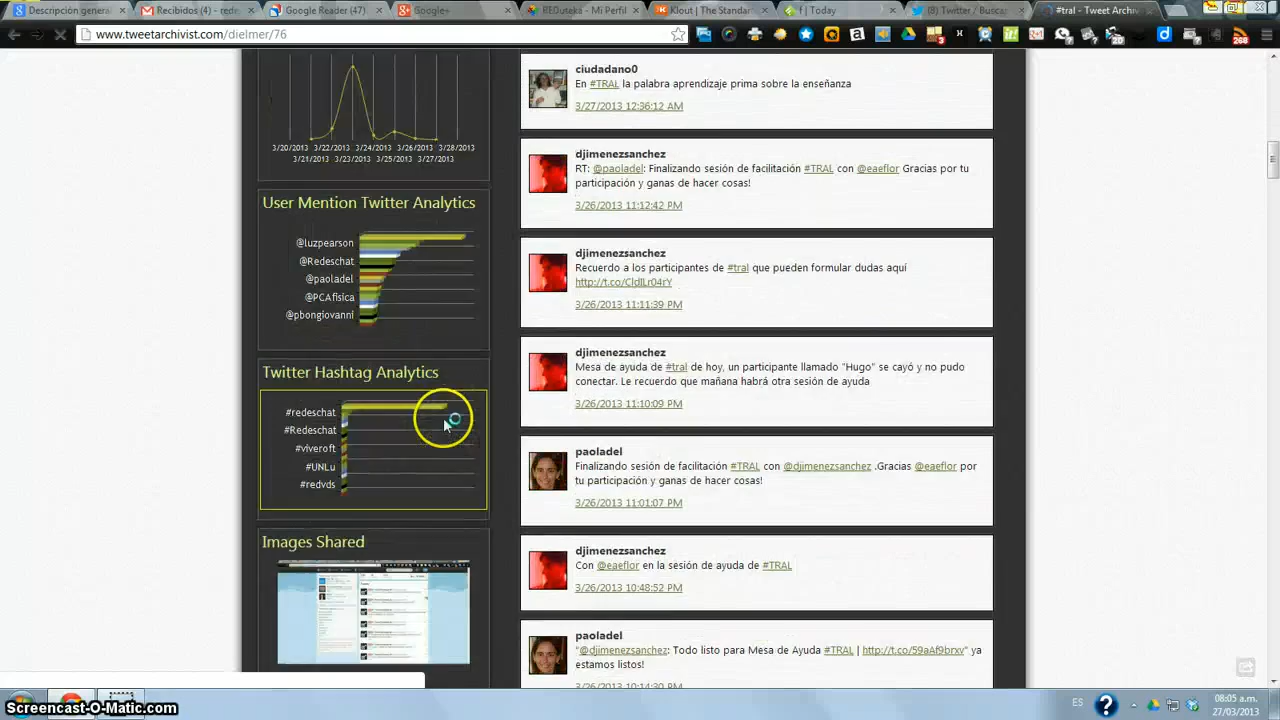 Descripción genera
Recibidos (4) - redes
Google Reader (47)
Google+
REDuteka - Mi Perfil
Klout | The Standar
f | Today
(8) Twitter / Busca
#tral - Tweet Archiv
www.tweetarchivist.com/dielmer/76
268
3/20/2013 3/22/2013 3/24/2013 3/26/2013 3/28/2013
3/21/2013 3/23/2013 3/25/2013 3/27/2013
User Mention Twitter Analytics
@luzpearson
@Redeschat
@paoladel
@PCAfisica
@pbongiovanni
Twitter Hashtag Analytics
#redeschat
#Redeschat
#viveroft
#UNLu
#redvds
Images Shared
ciudadano0
En #TRAL la palabra aprendizaje prima sobre la enseñanza
3/27/2013 12:36:12 AM
djimenezsanchez
RT: @paoladel: Finalizando sesión de facilitación #TRAL con @eaeflor Gracias por tu
participación y ganas de hacer cosas!
3/26/2013 11:12:42 PM
djimenezsanchez
Recuerdo a los participantes de #tral que pueden formular dudas aquí
http://t.co/CldJLr04rY
3/26/2013 11:11:39 PM
djimenezsanchez
Mesa de ayuda de #tral de hoy, un participante llamado "Hugo" se cayó y no pudo
conectar. Le recuerdo que mañana habrá otra sesión de ayuda
3/26/2013 11:10:09 PM
paoladel
Finalizando sesión de facilitación #TRAL con @djimenezsanchez .Gracias @eaeflor por
tu participación y ganas de hacer cosas!
3/26/2013 11:01:07 PM
djimenezsanchez
Con @eaeflor en la sesión de ayuda de #TRAL
3/26/2013 10:48:52 PM
paoladel
"@djimenezsanchez: Todo listo para Mesa de Ayuda #TRAL | http://t.co/59aAf9brxv" ya
estamos listos!
3/26/2013 10:14:30 PM
Screencast-O-Matic.com
ES
08:05 a.m.
27/03/2013